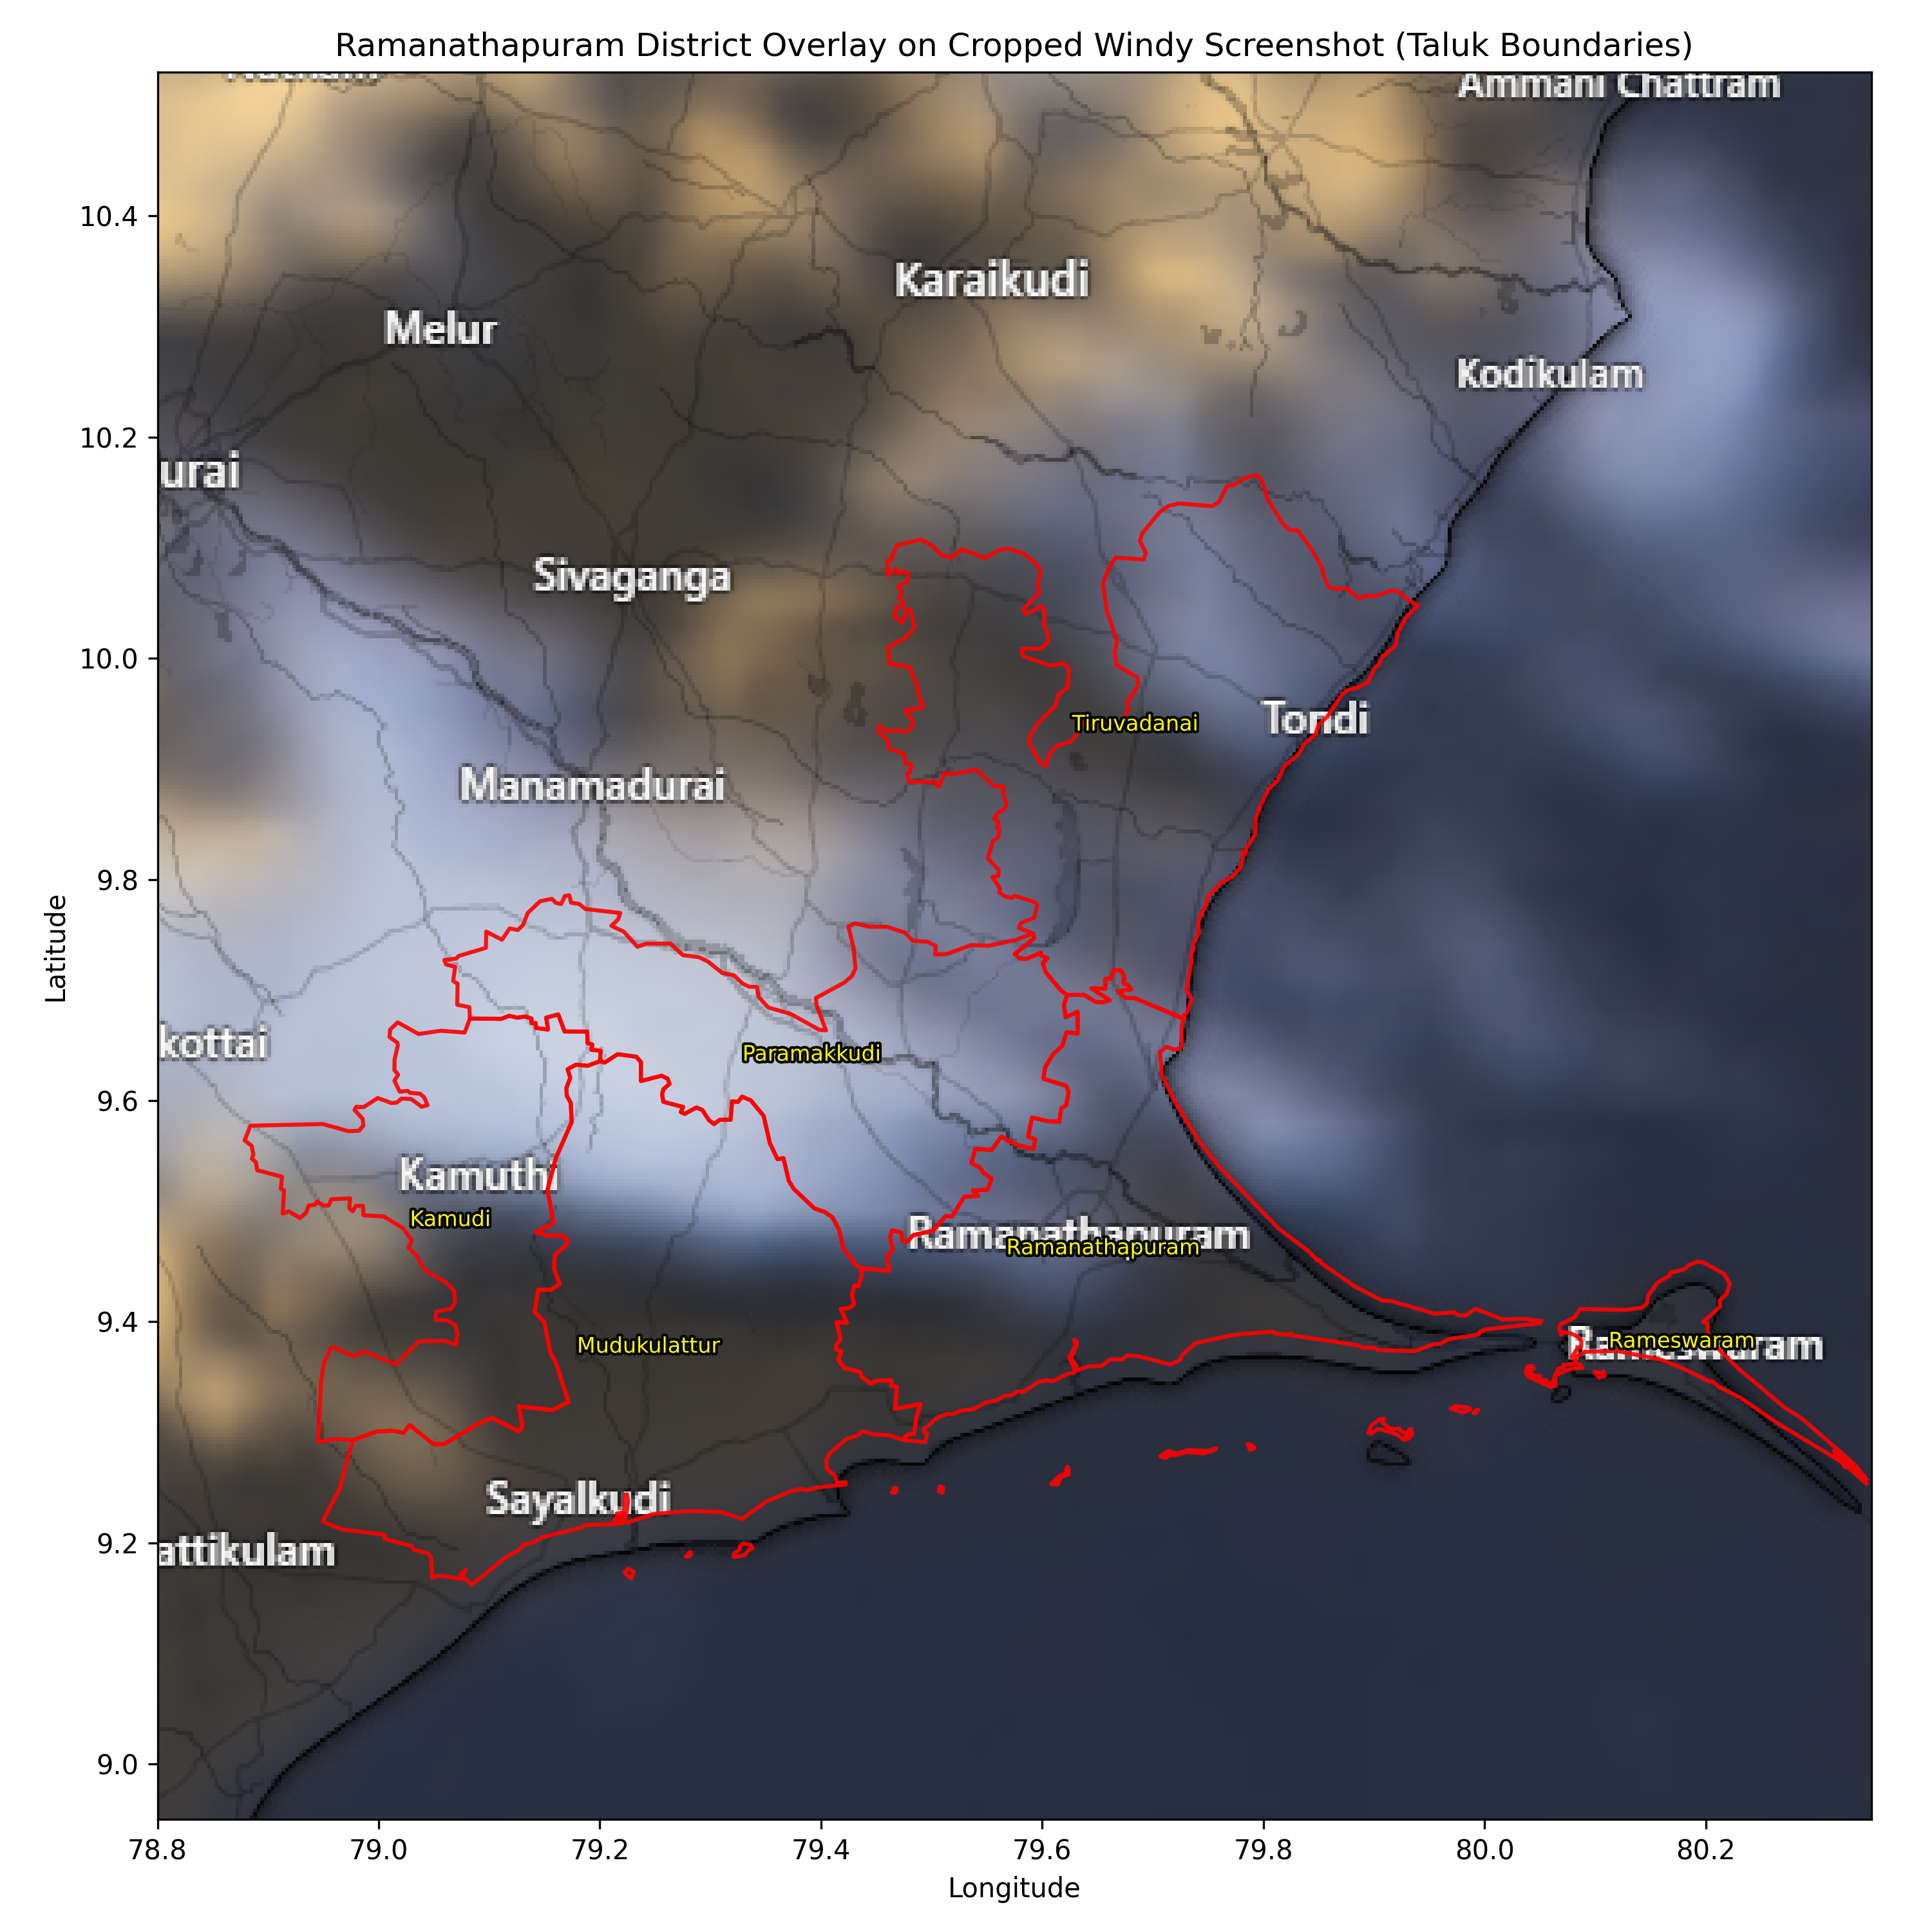 Ramanathapuram District Overlay on Cropped Windy Screenshot (Taluk Boundaries)
Ammani Chattram
10.4
Karaikudi
Melur
Kodikulam
10.2
urai
Sivaganga
10.0
Tiruvadanai
Tondi
Manamadurai
9.8
Latitude
kottai
Paramakkudi
9.6
Kamuthi
Kamudi
Ramanathapuram
Ramanathapuram
9.4
Mudukulattur
Rameswaram
Rameswaram
Sayalkudi
9.2
attikulam
9.0
78.8 79.0 79.2 79.4 79.6 79.8 80.0 80.2
Longitude